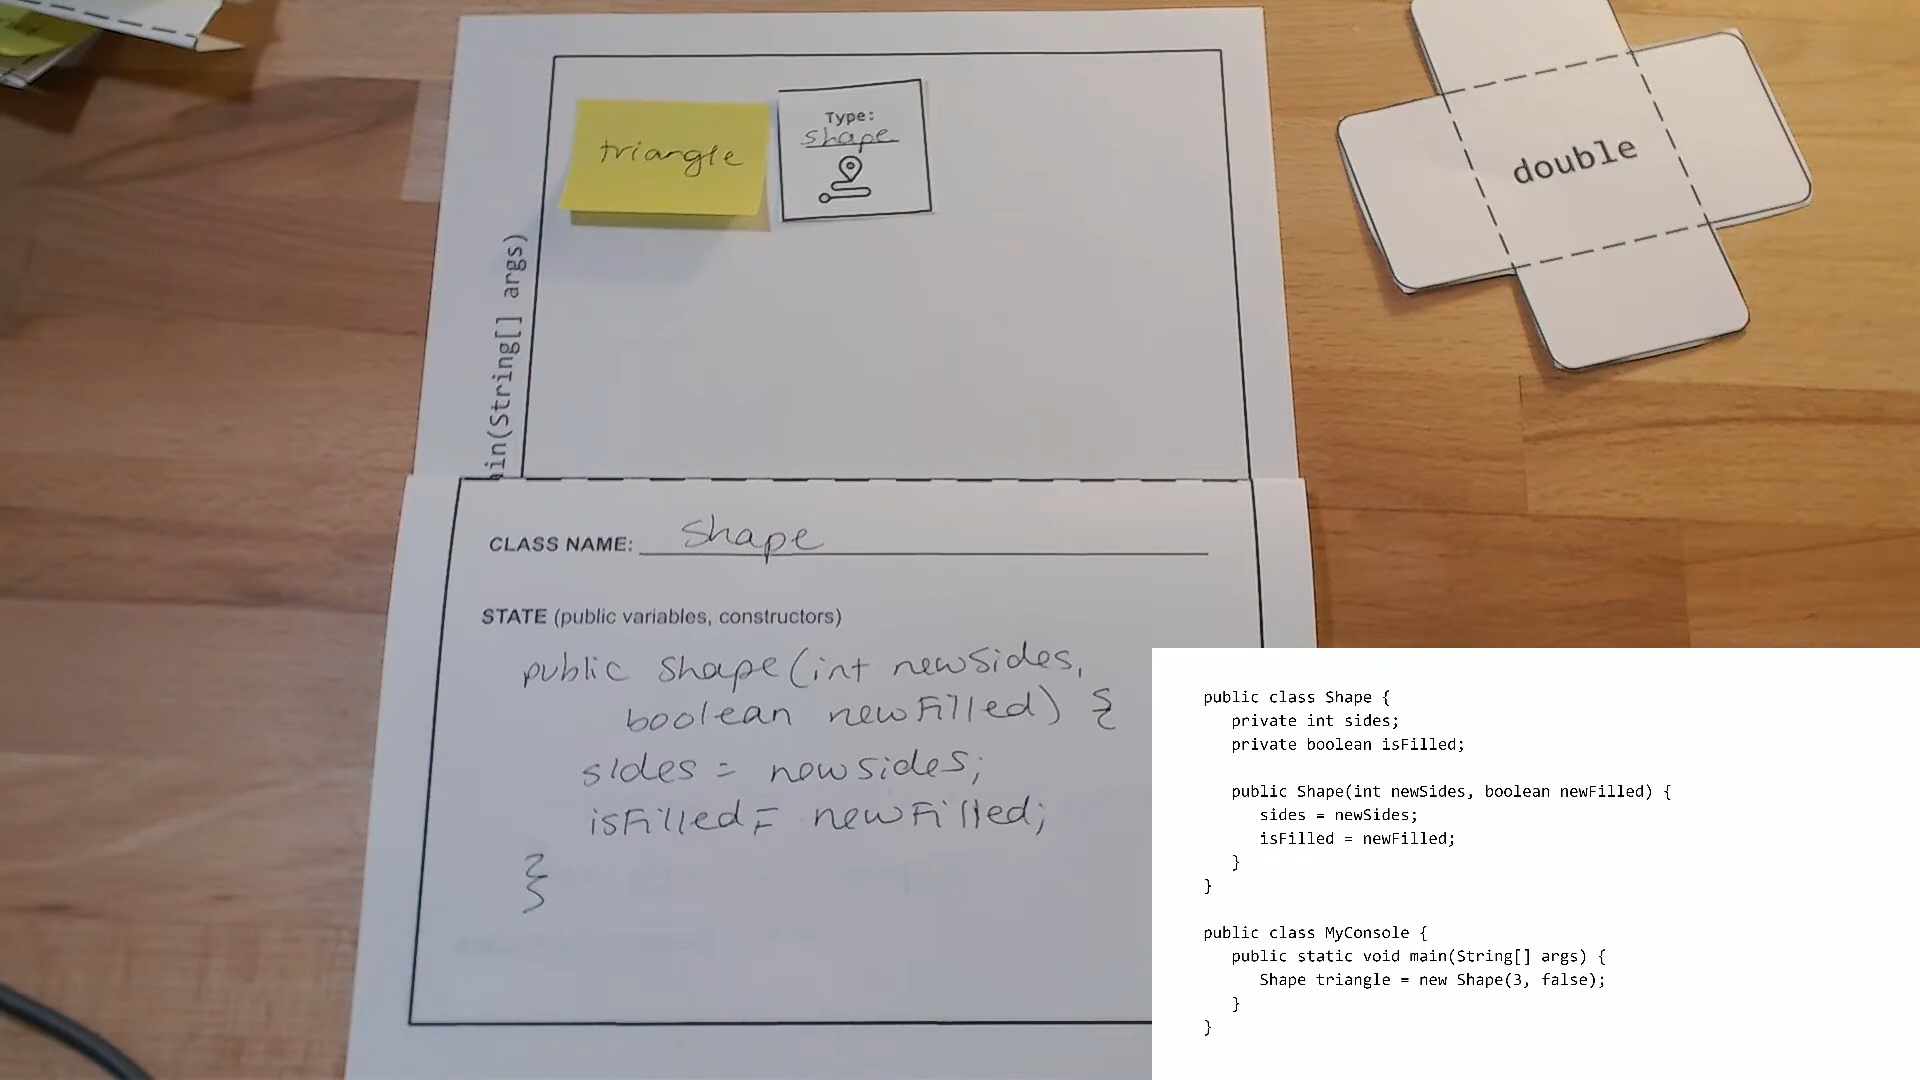 triangle
Type:
shape
double
in(String[] args)
CLASS NAME: Shape
STATE (public variables, constructors)
public Shape(int newSides,
boolean newFilled) {
sides = newSides;
isFilled = newFilled;
}
public class Shape {
private int sides;
private boolean isFilled;
public Shape(int newSides, boolean newFilled) {
sides = newSides;
isFilled = newFilled;
}
}
public class MyConsole {
public static void main(String[] args) {
Shape triangle = new Shape(3, false);
}
}